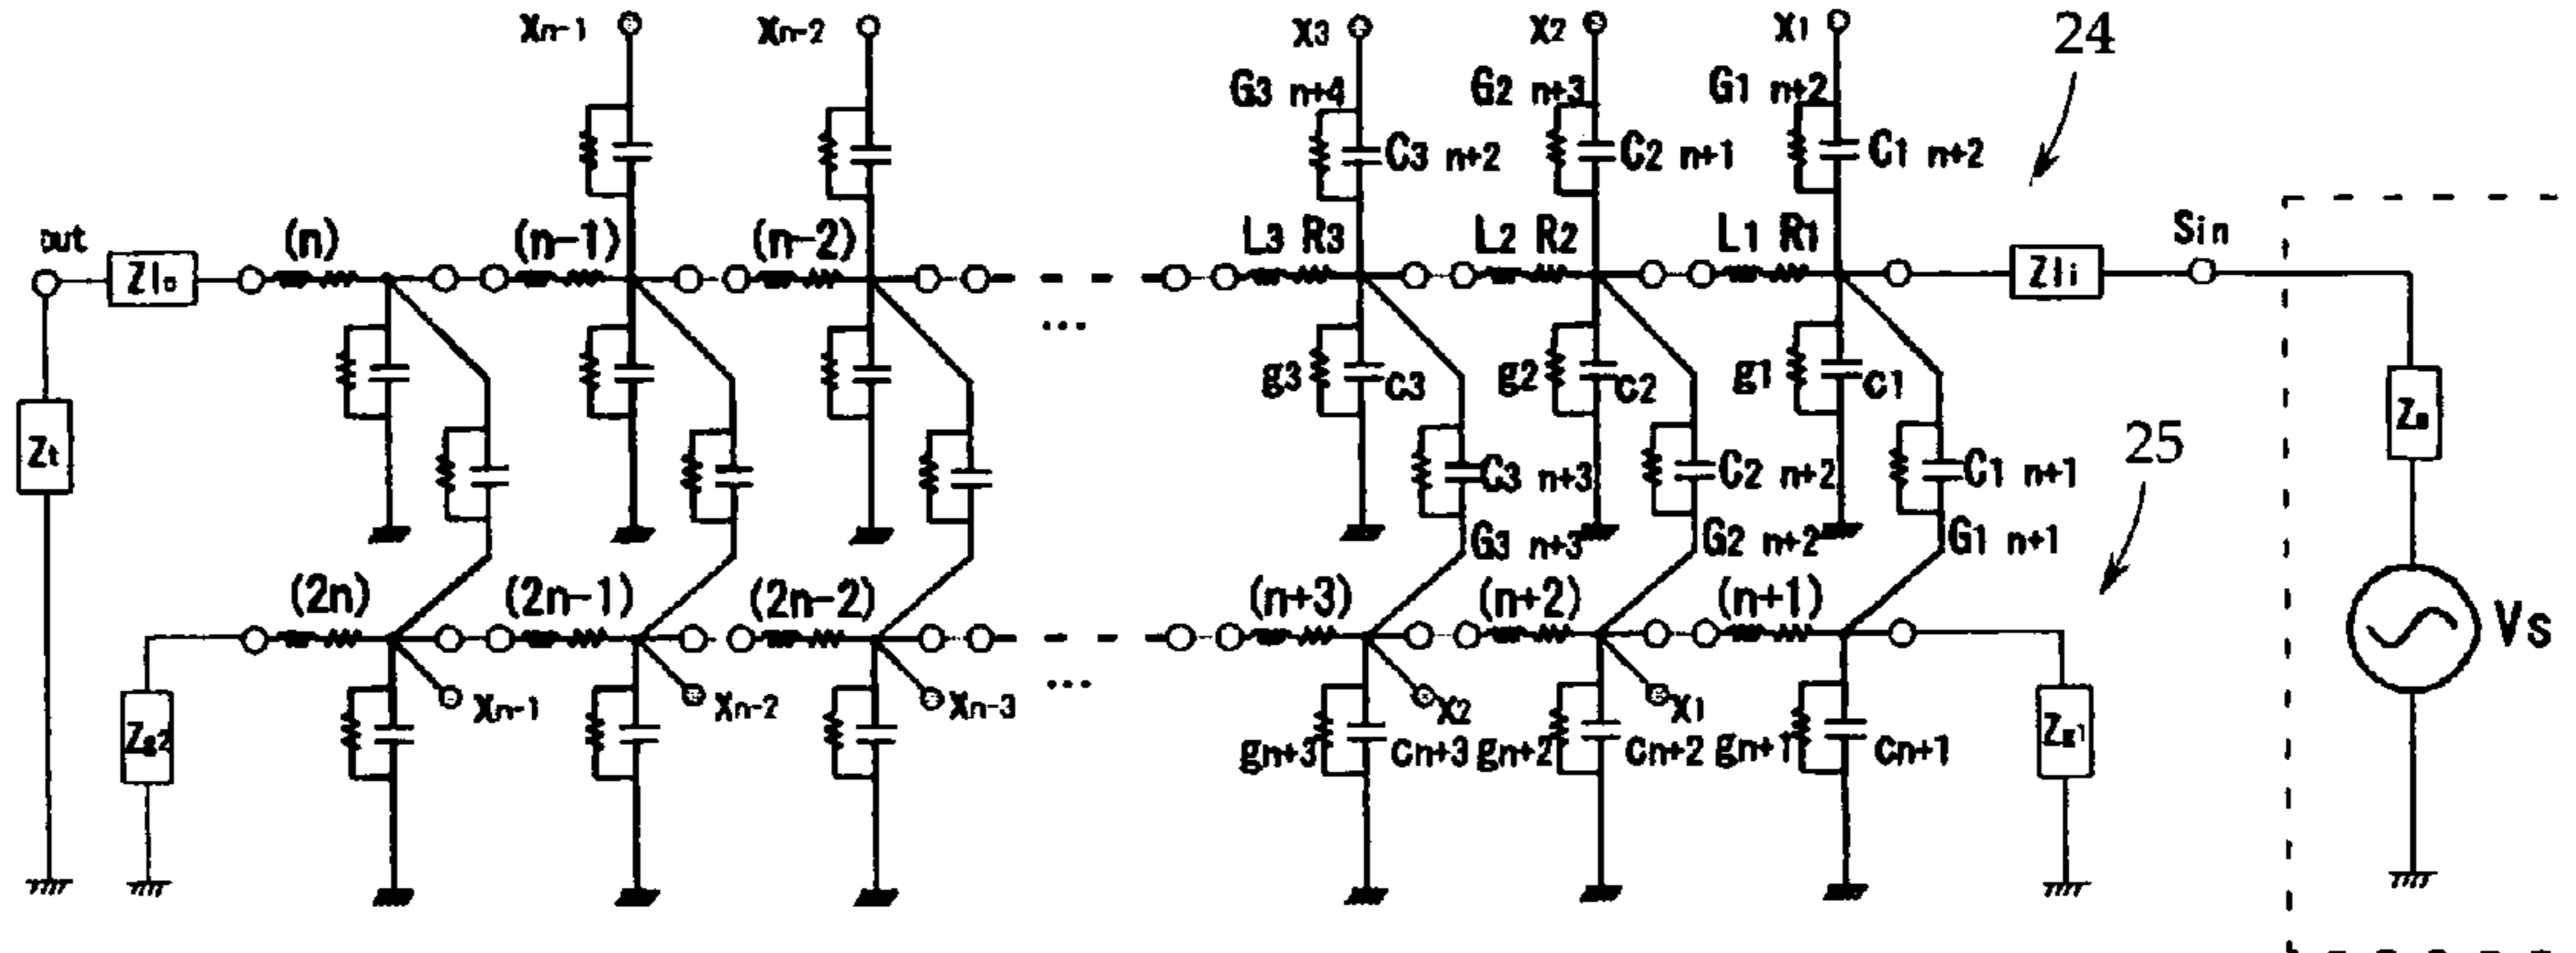 Xn-1 Xn-2 X3 X2 X1 24
G3 n+4 G2 n+3 G1 n+2
C3 n+2 C2 n+1 C1 n+2
out (n) (n-1) (n-2) L3 R3 L2 R2 L1 R1 Sin
ZIo ZIi
...
g3 C3 g2 C2 g1 C1
Zt Zs
C3 n+3 C2 n+2 C1 n+1 25
G3 n+3 G2 n+2 G1 n+1
(2n) (2n-1) (2n-2) (n+3) (n+2) (n+1) Vs
...
Xn-1 Xn-2 Xn-3 X2 X1
Zg2 gn+3 Cn+3 gn+2 Cn+2 gn+1 Cn+1 Zg1